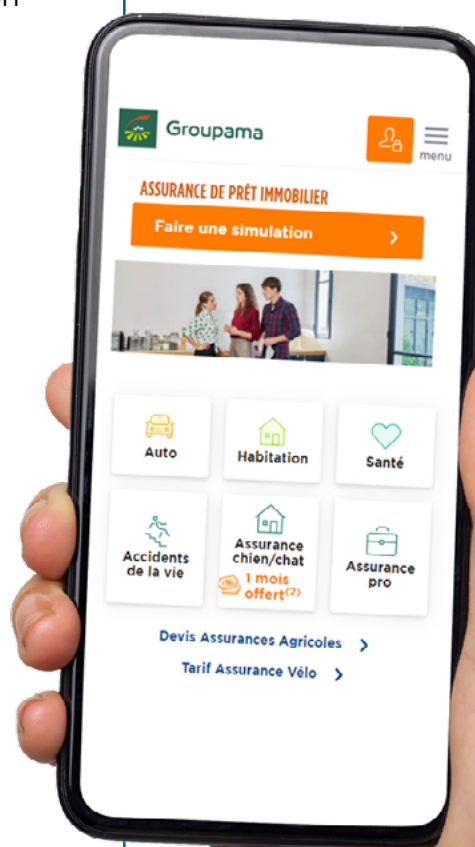 Groupama
menu
ASSURANCE DE PRÊT IMMOBILIER
Faire une simulation
Auto
Habitation
Santé
Accidents
de la vie
Assurance
chien/chat
1 mois
offert(2)
Assurance
pro
Devis Assurances Agricoles
Tarif Assurance Vélo